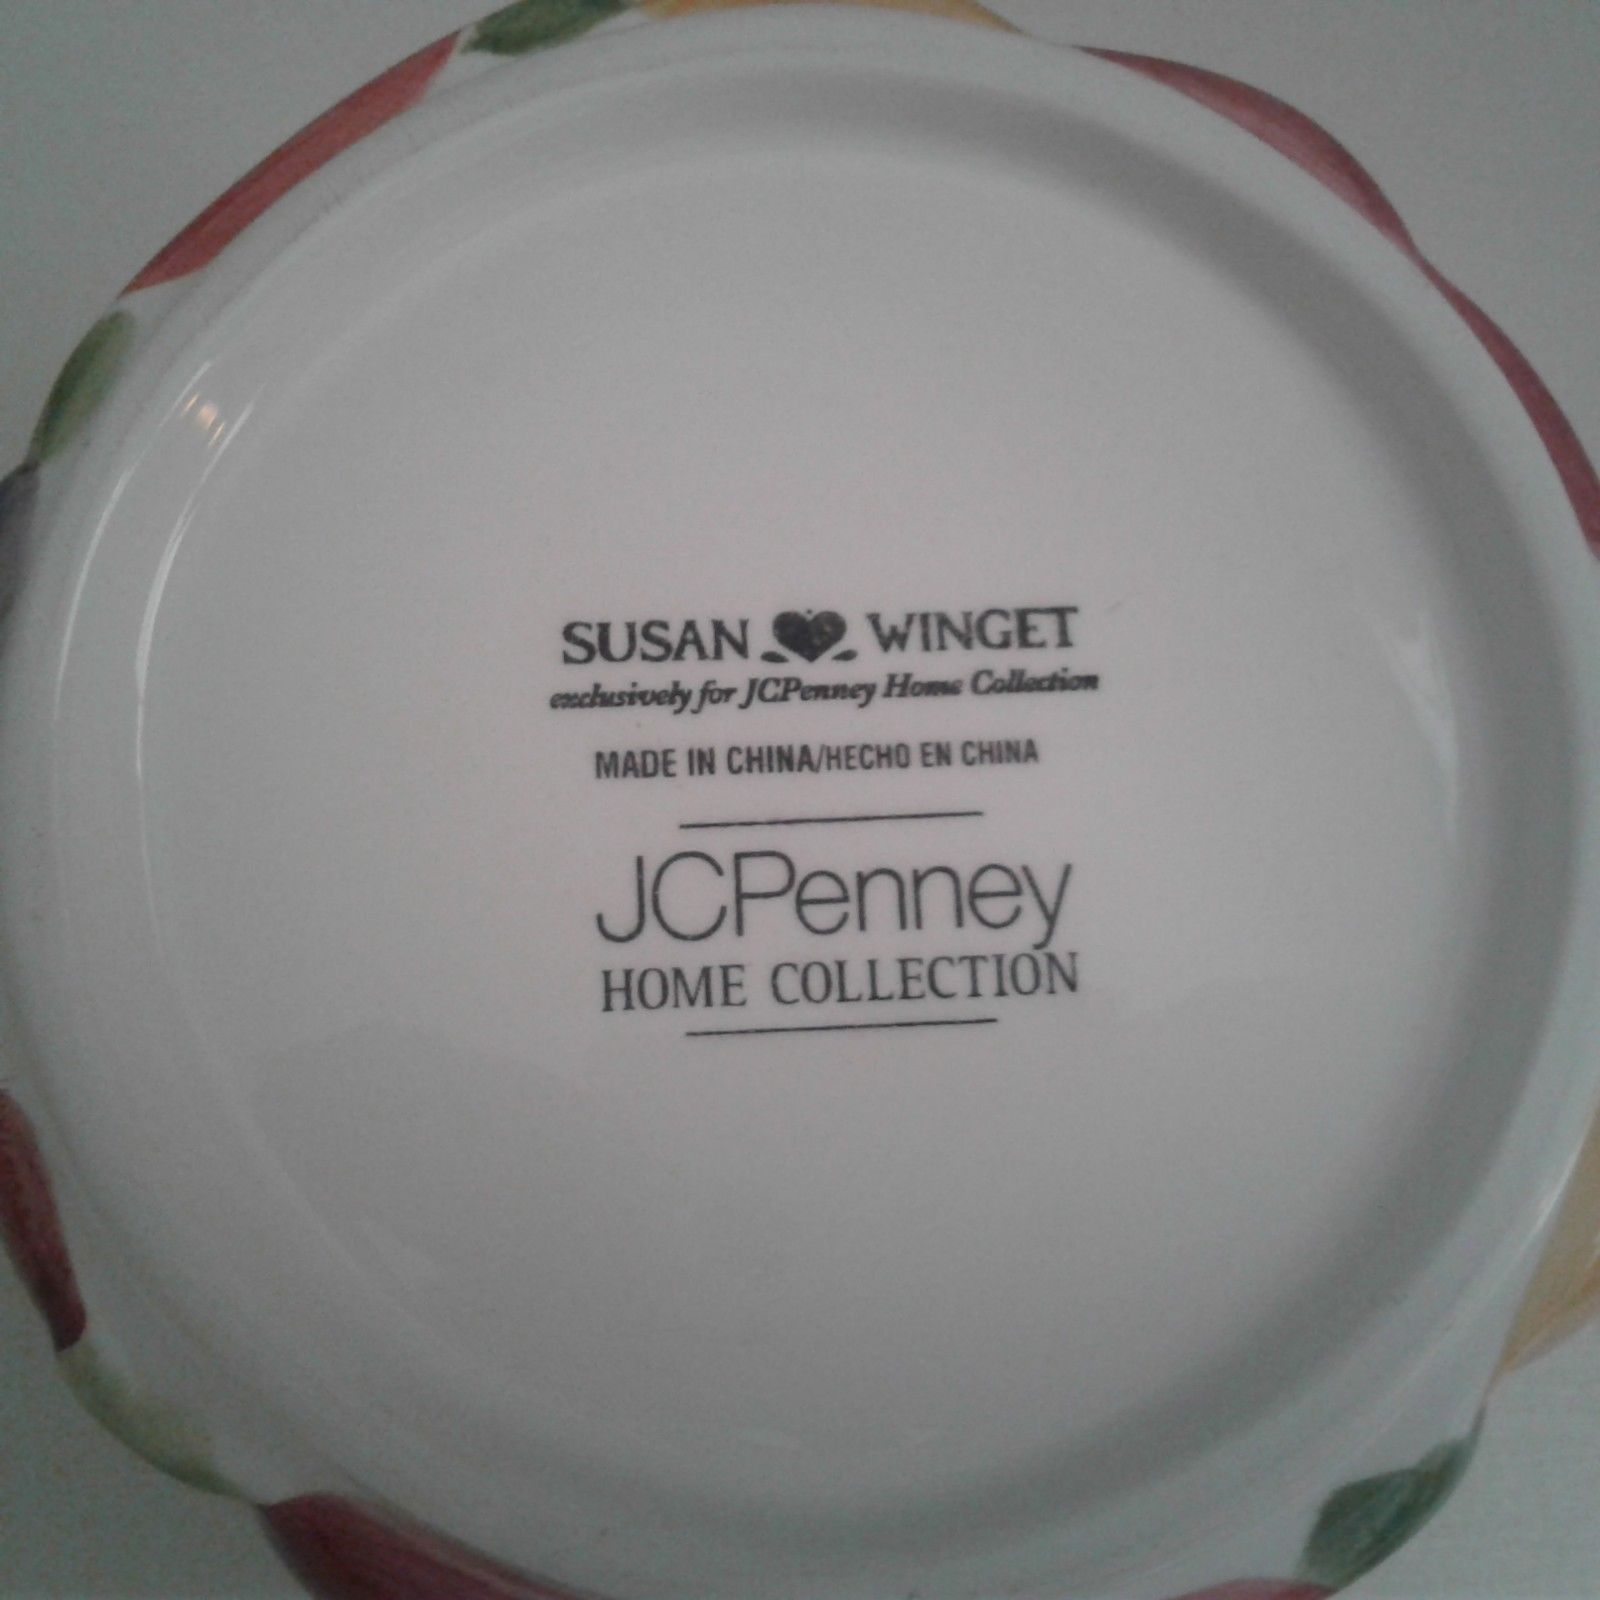 SUSAN WINGET
exclusively for JCPenney Home Collection
MADE IN CHINA/HECHO EN CHINA
JCPenney
HOME COLLECTION